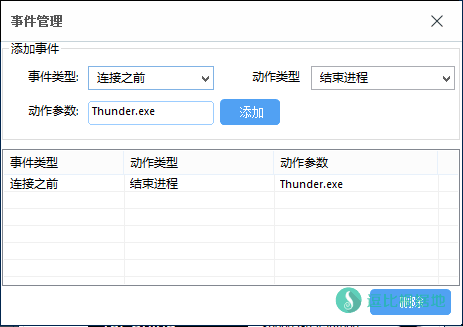 事件管理
添加事件
事件类型: 连接之前 动作类型 结束进程
动作参数: Thunder.exe 添加
事件类型 动作类型 动作参数
连接之前 结束进程 Thunder.exe
删除